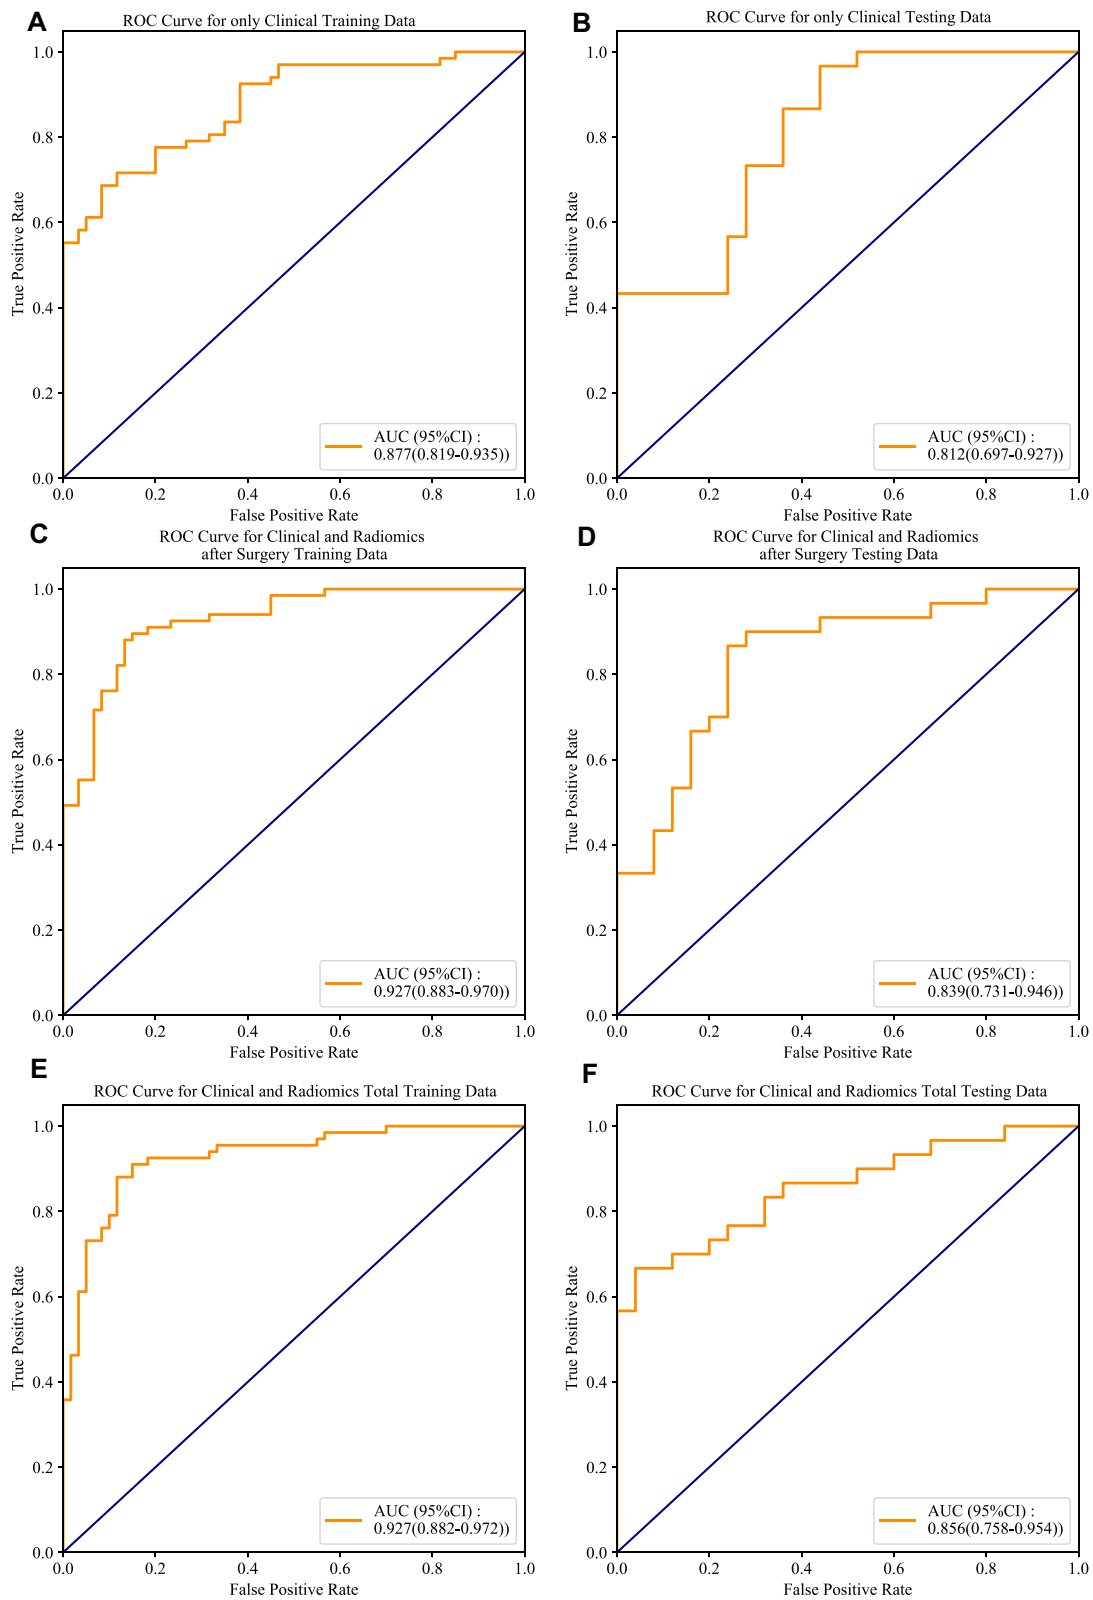 A
ROC Curve for only Clinical Training Data
True Positive Rate
1.0
0.8
0.6
0.4
0.2
0.0
AUC (95%CI) :
0.877(0.819-0.935))
0.0 0.2 0.4 0.6 0.8 1.0
False Positive Rate
B
ROC Curve for only Clinical Testing Data
True Positive Rate
1.0
0.8
0.6
0.4
0.2
0.0
AUC (95%CI) :
0.812(0.697-0.927))
0.0 0.2 0.4 0.6 0.8 1.0
False Positive Rate
C
ROC Curve for Clinical and Radiomics
after Surgery Training Data
True Positive Rate
1.0
0.8
0.6
0.4
0.2
0.0
AUC (95%CI) :
0.927(0.883-0.970))
0.0 0.2 0.4 0.6 0.8 1.0
False Positive Rate
D
ROC Curve for Clinical and Radiomics
after Surgery Testing Data
True Positive Rate
1.0
0.8
0.6
0.4
0.2
0.0
AUC (95%CI) :
0.839(0.731-0.946))
0.0 0.2 0.4 0.6 0.8 1.0
False Positive Rate
E
ROC Curve for Clinical and Radiomics Total Training Data
True Positive Rate
1.0
0.8
0.6
0.4
0.2
0.0
AUC (95%CI) :
0.927(0.882-0.972))
0.0 0.2 0.4 0.6 0.8 1.0
False Positive Rate
F
ROC Curve for Clinical and Radiomics Total Testing Data
True Positive Rate
1.0
0.8
0.6
0.4
0.2
0.0
AUC (95%CI) :
0.856(0.758-0.954))
0.0 0.2 0.4 0.6 0.8 1.0
False Positive Rate